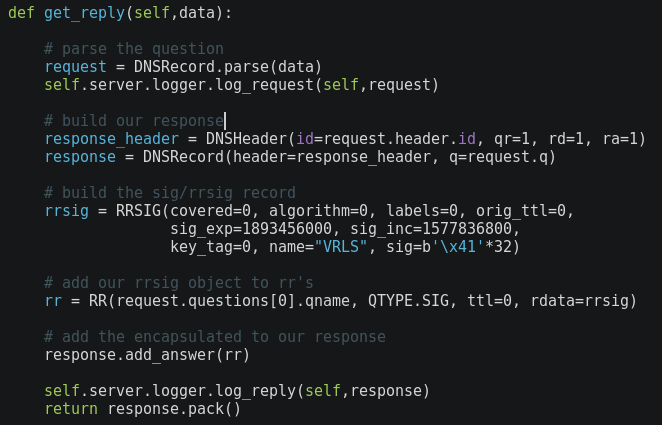 def get_reply(self,data):
# parse the question
request = DNSRecord.parse(data)
self.server.logger.log_request(self,request)
# build our response
response_header = DNSHeader(id=request.header.id, qr=1, rd=1, ra=1)
response = DNSRecord(header=response_header, q=request.q)
# build the sig/rrsig record
rrsig = RRSIG(covered=0, algorithm=0, labels=0, orig_ttl=0,
sig_exp=1893456000, sig_inc=1577836800,
key_tag=0, name="VRLS", sig=b'\x41'*32)
# add our rrsig object to rr's
rr = RR(request.questions[0].qname, QTYPE.SIG, ttl=0, rdata=rrsig)
# add the encapsulated to our response
response.add_answer(rr)
self.server.logger.log_reply(self,response)
return response.pack()